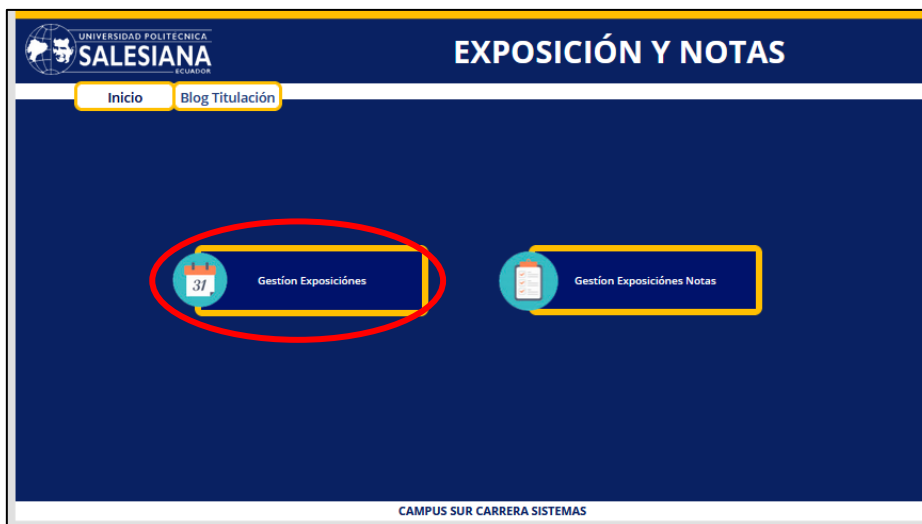 UNIVERSIDAD POLITÉCNICA
SALESIANA
ECUADOR
EXPOSICIÓN Y NOTAS
Inicio
Blog Titulación
31
Gestíon Exposiciónes
Gestíon Exposiciónes Notas
CAMPUS SUR CARRERA SISTEMAS